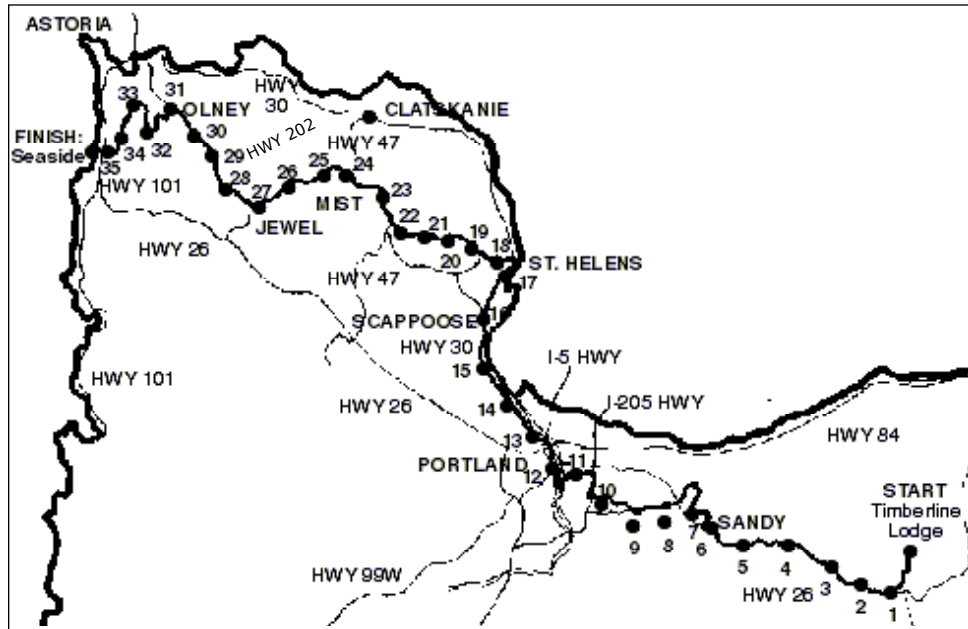 ASTORIA
33
31
OLNEY
HWY
30
CLATSKANIE
HWY 202
30
HWY 47
FINISH:
Seaside
35
34
32
29
28
27
26
25
24
23
MIST
JEWEL
HWY 101
HWY 26
22
21
20
19
18
ST. HELENS
17
HWY 47
16
SCAPPOOSE
HWY 30
15
I-5 HWY
I-205 HWY
HWY 101
HWY 26
14
13
HWY 84
PORTLAND
12
11
10
9
8
7
6
SANDY
START
Timberline
Lodge
5
4
3
2
1
HWY 26
HWY 99W